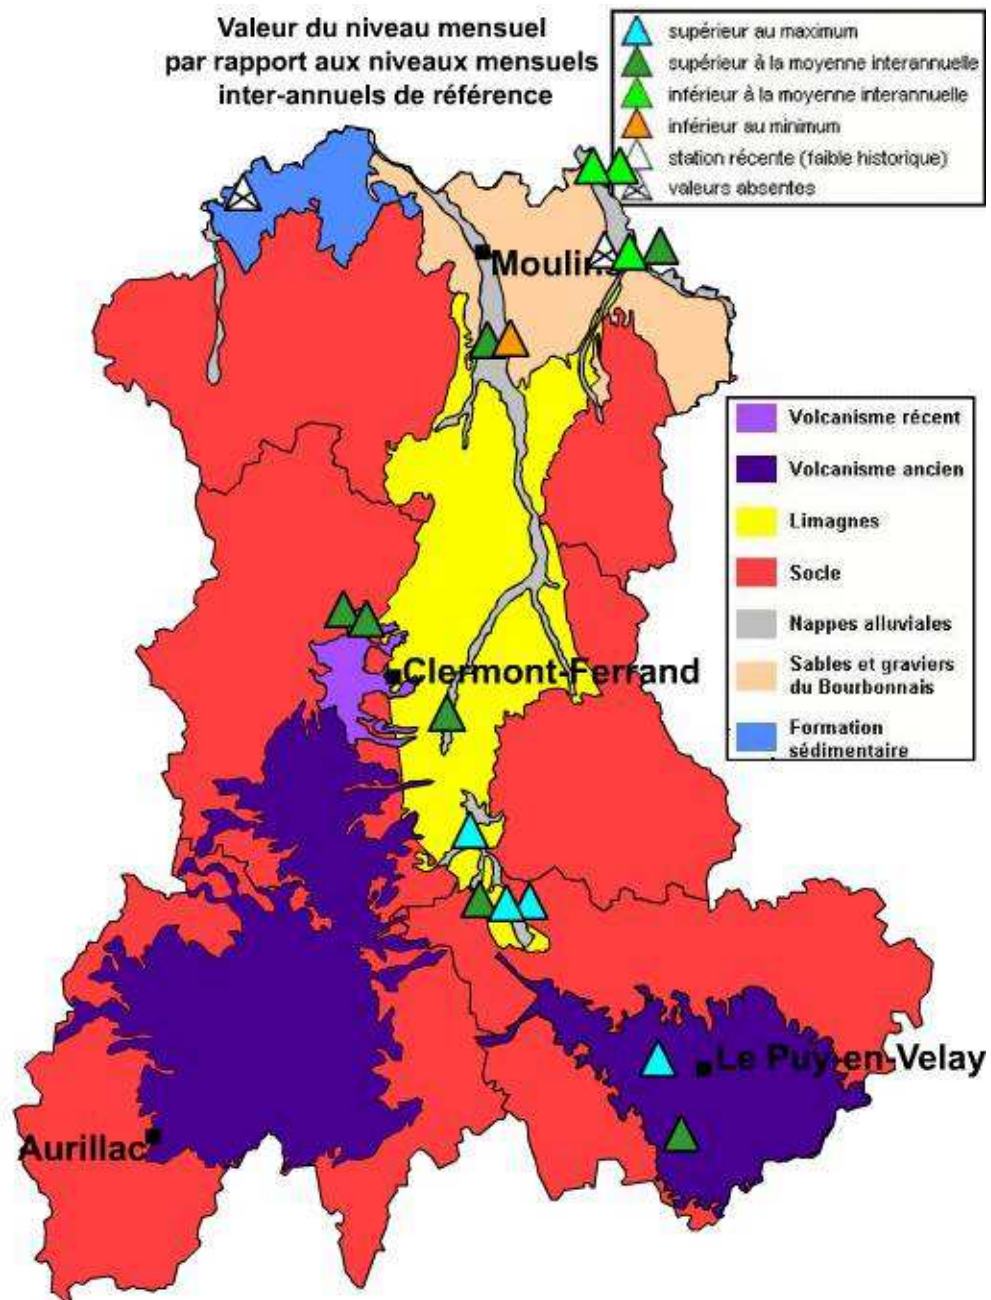 Valeur du niveau mensuel
par rapport aux niveaux mensuels
inter-annuels de référence
supérieur au maximum
supérieur à la moyenne interannuelle
inférieur à la moyenne interannuelle
inférieur au minimum
station récente (faible historique)
valeurs absentes
Moulins
Volcanisme récent
Volcanisme ancien
Limagnes
Socle
Nappes alluviales
Sables et graviers
du Bourbonnais
Formation
sédimentaire
Clermont-Ferrand
Le Puy-en-Velay
Aurillac